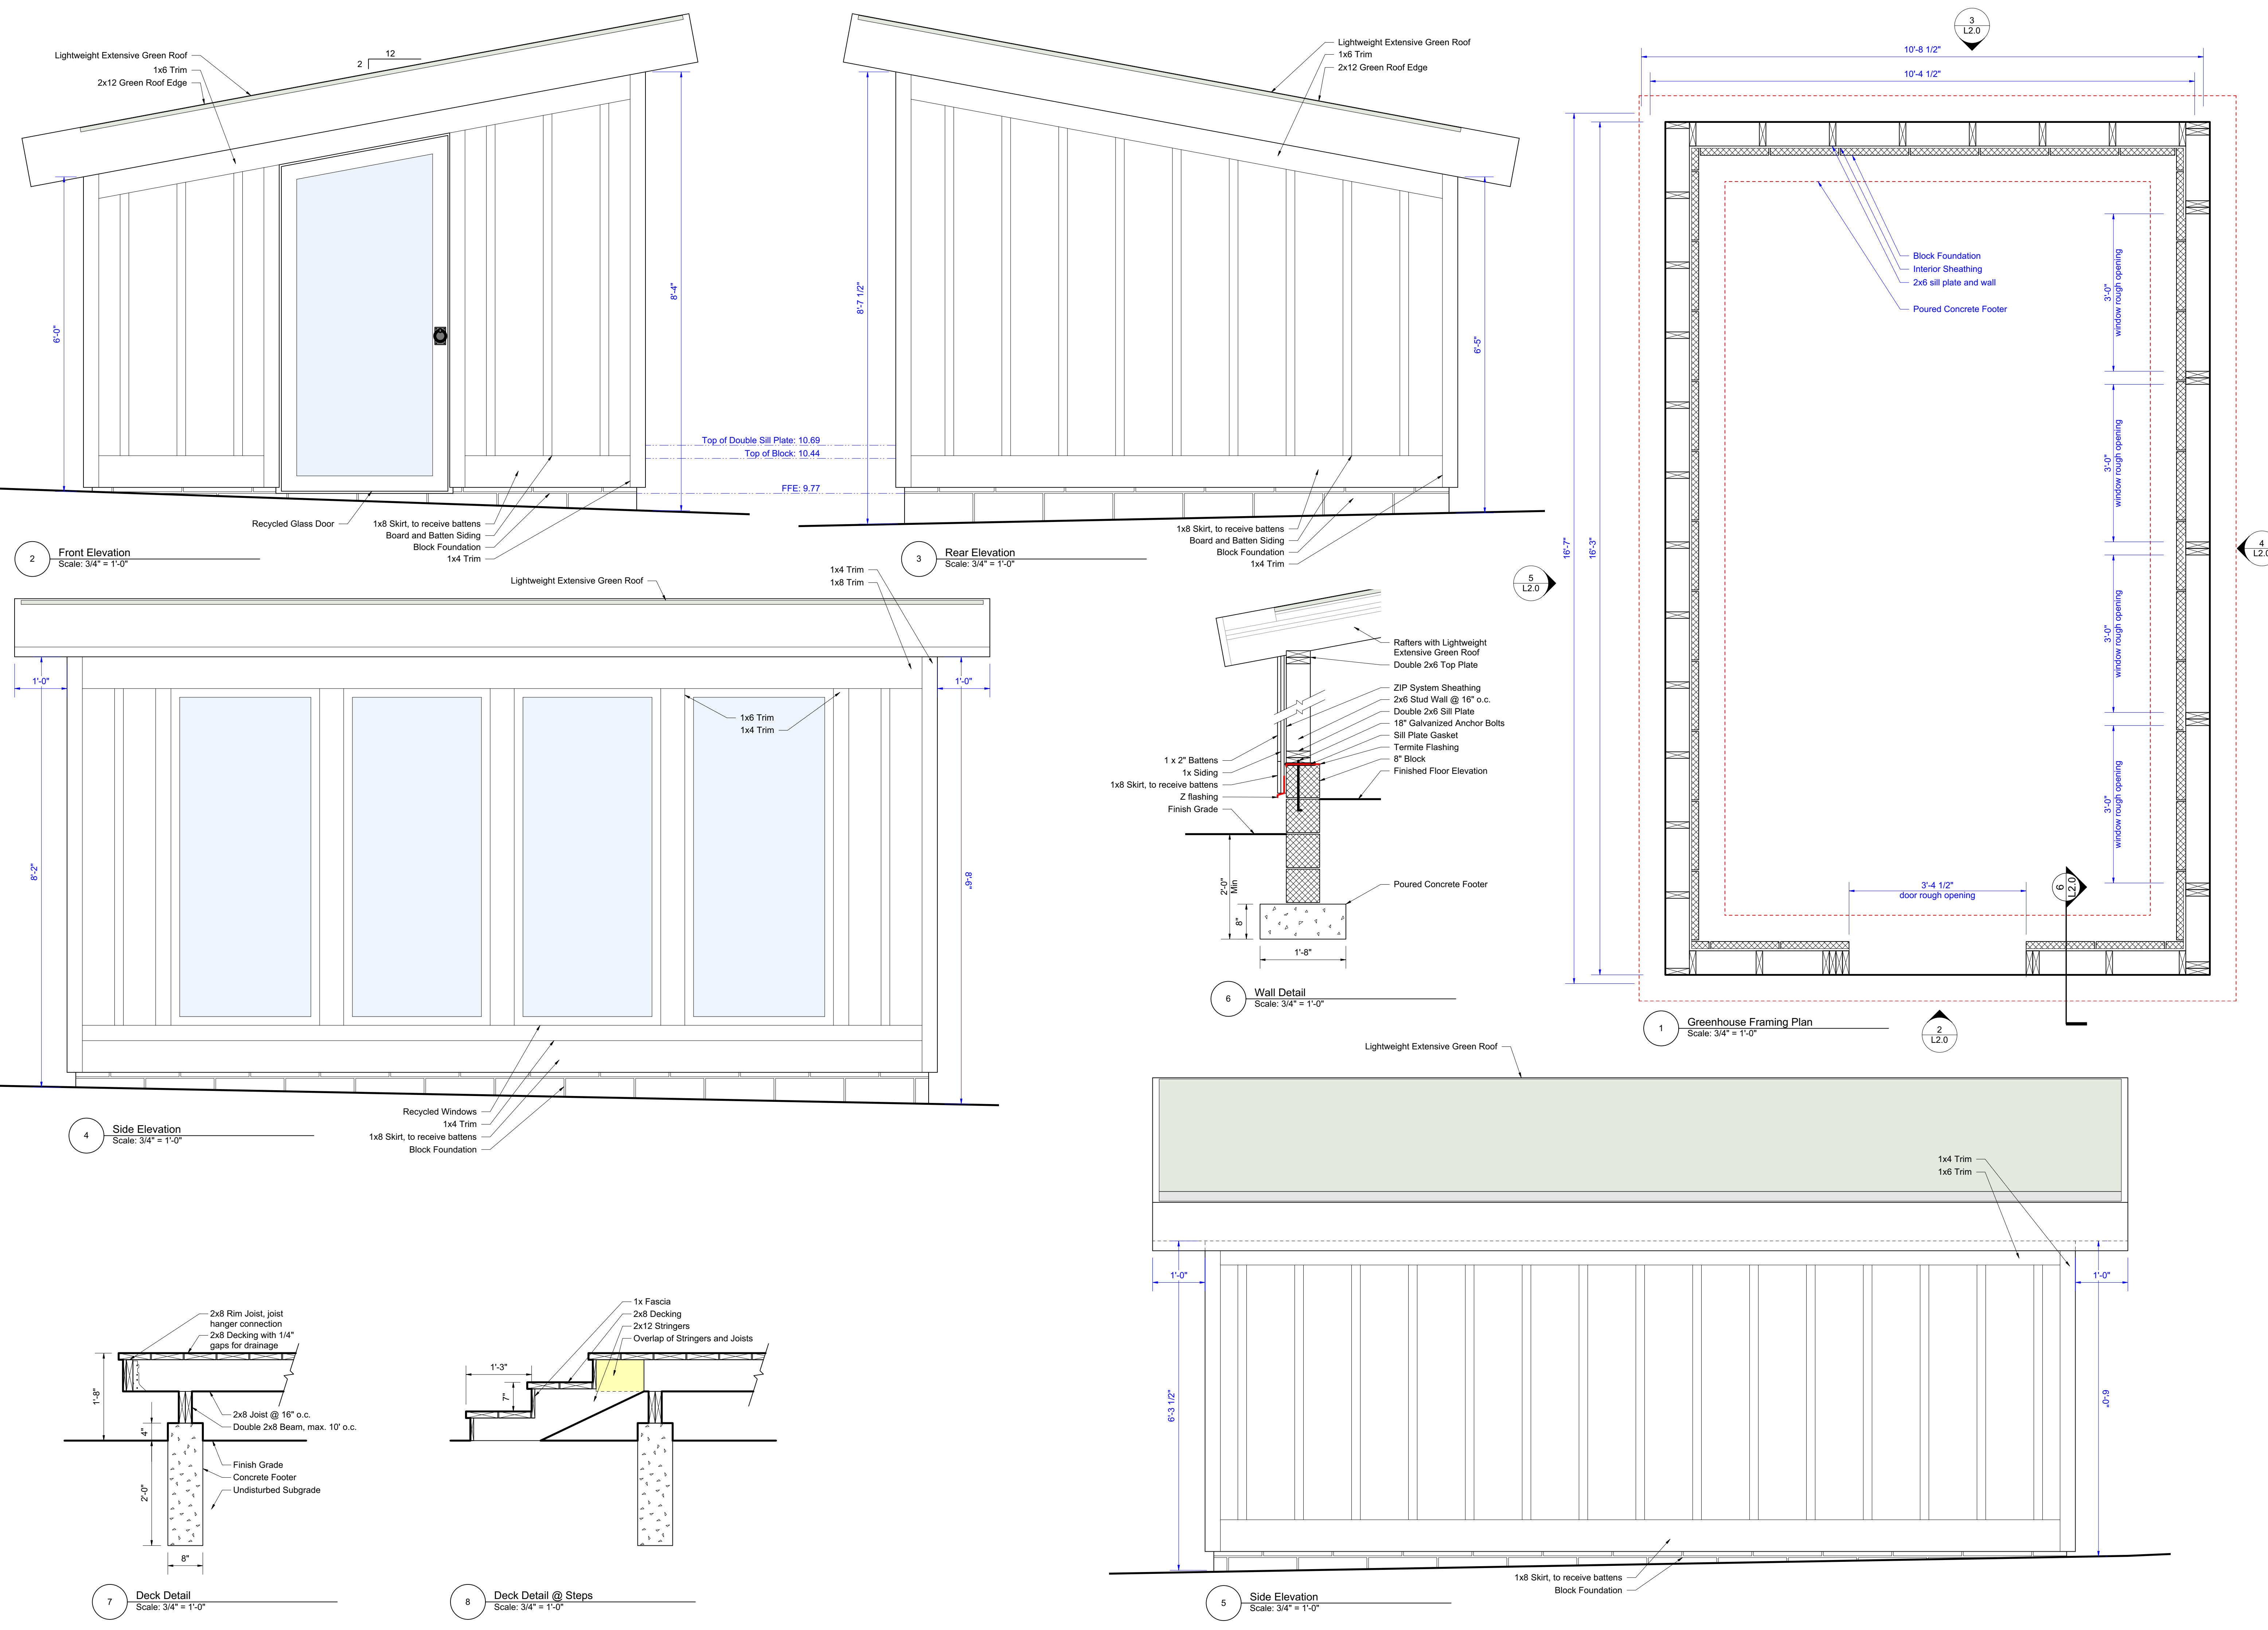 Lightweight Extensive Green Roof
1x6 Trim
2x12 Green Roof Edge
12
2
6'-0"
8'-4"
Recycled Glass Door
1x8 Skirt, to receive battens
Board and Batten Siding
Block Foundation
1x4 Trim
2
Front Elevation
Scale: 3/4" = 1'-0"
Top of Double Sill Plate: 10.69
Top of Block: 10.44
FFE: 9.77
Lightweight Extensive Green Roof
1x6 Trim
2x12 Green Roof Edge
8'-7 1/2"
6'-5"
1x8 Skirt, to receive battens
Board and Batten Siding
Block Foundation
1x4 Trim
3
Rear Elevation
Scale: 3/4" = 1'-0"
3
L2.0
10'-8 1/2"
10'-4 1/2"
Block Foundation
Interior Sheathing
2x6 sill plate and wall
Poured Concrete Footer
3'-0"
window rough opening
3'-0"
window rough opening
3'-0"
window rough opening
3'-0"
window rough opening
16'-7"
16'-3"
4
L2.0
5
L2.0
3'-4 1/2"
door rough opening
6
L2.0
1
Greenhouse Framing Plan
Scale: 3/4" = 1'-0"
2
L2.0
Lightweight Extensive Green Roof
1x4 Trim
1x8 Trim
1'-0"
1'-0"
1x6 Trim
1x4 Trim
8'-2"
8'-6"
Recycled Windows
1x4 Trim
1x8 Skirt, to receive battens
Block Foundation
4
Side Elevation
Scale: 3/4" = 1'-0"
Rafters with Lightweight
Extensive Green Roof
Double 2x6 Top Plate
ZIP System Sheathing
2x6 Stud Wall @ 16" o.c.
Double 2x6 Sill Plate
18" Galvanized Anchor Bolts
Sill Plate Gasket
Termite Flashing
8" Block
Finished Floor Elevation
1 x 2" Battens
1x Siding
1x8 Skirt, to receive battens
Z flashing
Finish Grade
2'-0"
Min
8"
1'-8"
Poured Concrete Footer
6
Wall Detail
Scale: 3/4" = 1'-0"
Lightweight Extensive Green Roof
1x4 Trim
1x6 Trim
1'-0"
1'-0"
6'-3 1/2"
6'-0"
1x8 Skirt, to receive battens
Block Foundation
5
Side Elevation
Scale: 3/4" = 1'-0"
2x8 Rim Joist, joist
hanger connection
2x8 Decking with 1/4"
gaps for drainage
1'-8"
4"
2'-0"
8"
2x8 Joist @ 16" o.c.
Double 2x8 Beam, max. 10' o.c.
Finish Grade
Concrete Footer
Undisturbed Subgrade
7
Deck Detail
Scale: 3/4" = 1'-0"
1x Fascia
2x8 Decking
2x12 Stringers
Overlap of Stringers and Joists
1'-3"
7"
8
Deck Detail @ Steps
Scale: 3/4" = 1'-0"